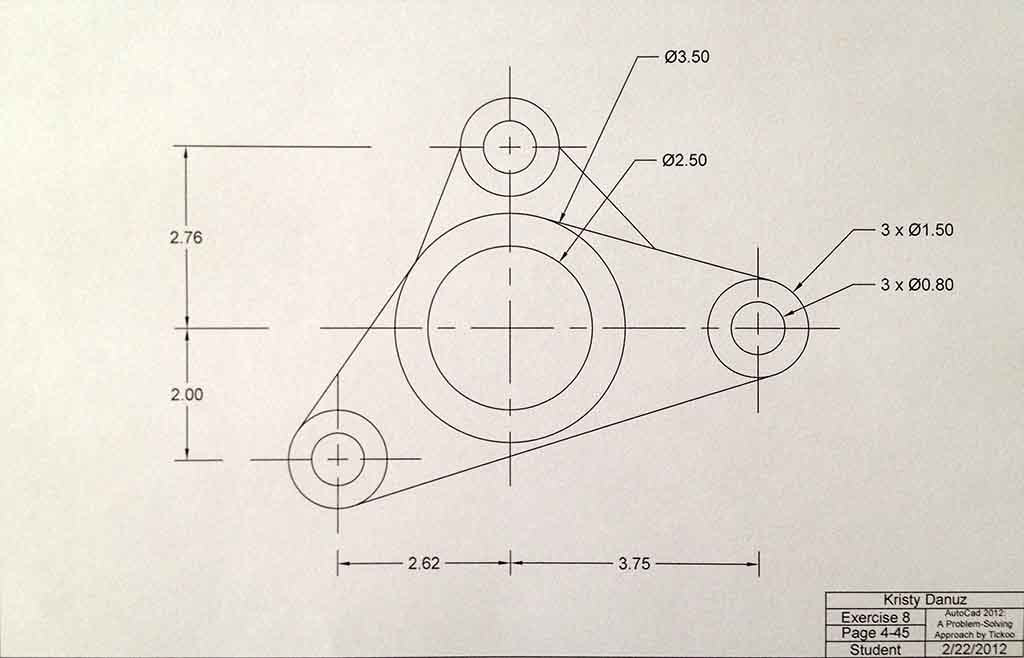 Ø3.50
Ø2.50
3 x Ø1.50
3 x Ø0.80
2.76
2.00
2.62
3.75
Kristy Danuz
Exercise 8
Page 4-45
Student
AutoCad 2012:
A Problem-Solving
Approach by Tickoo
2/22/2012